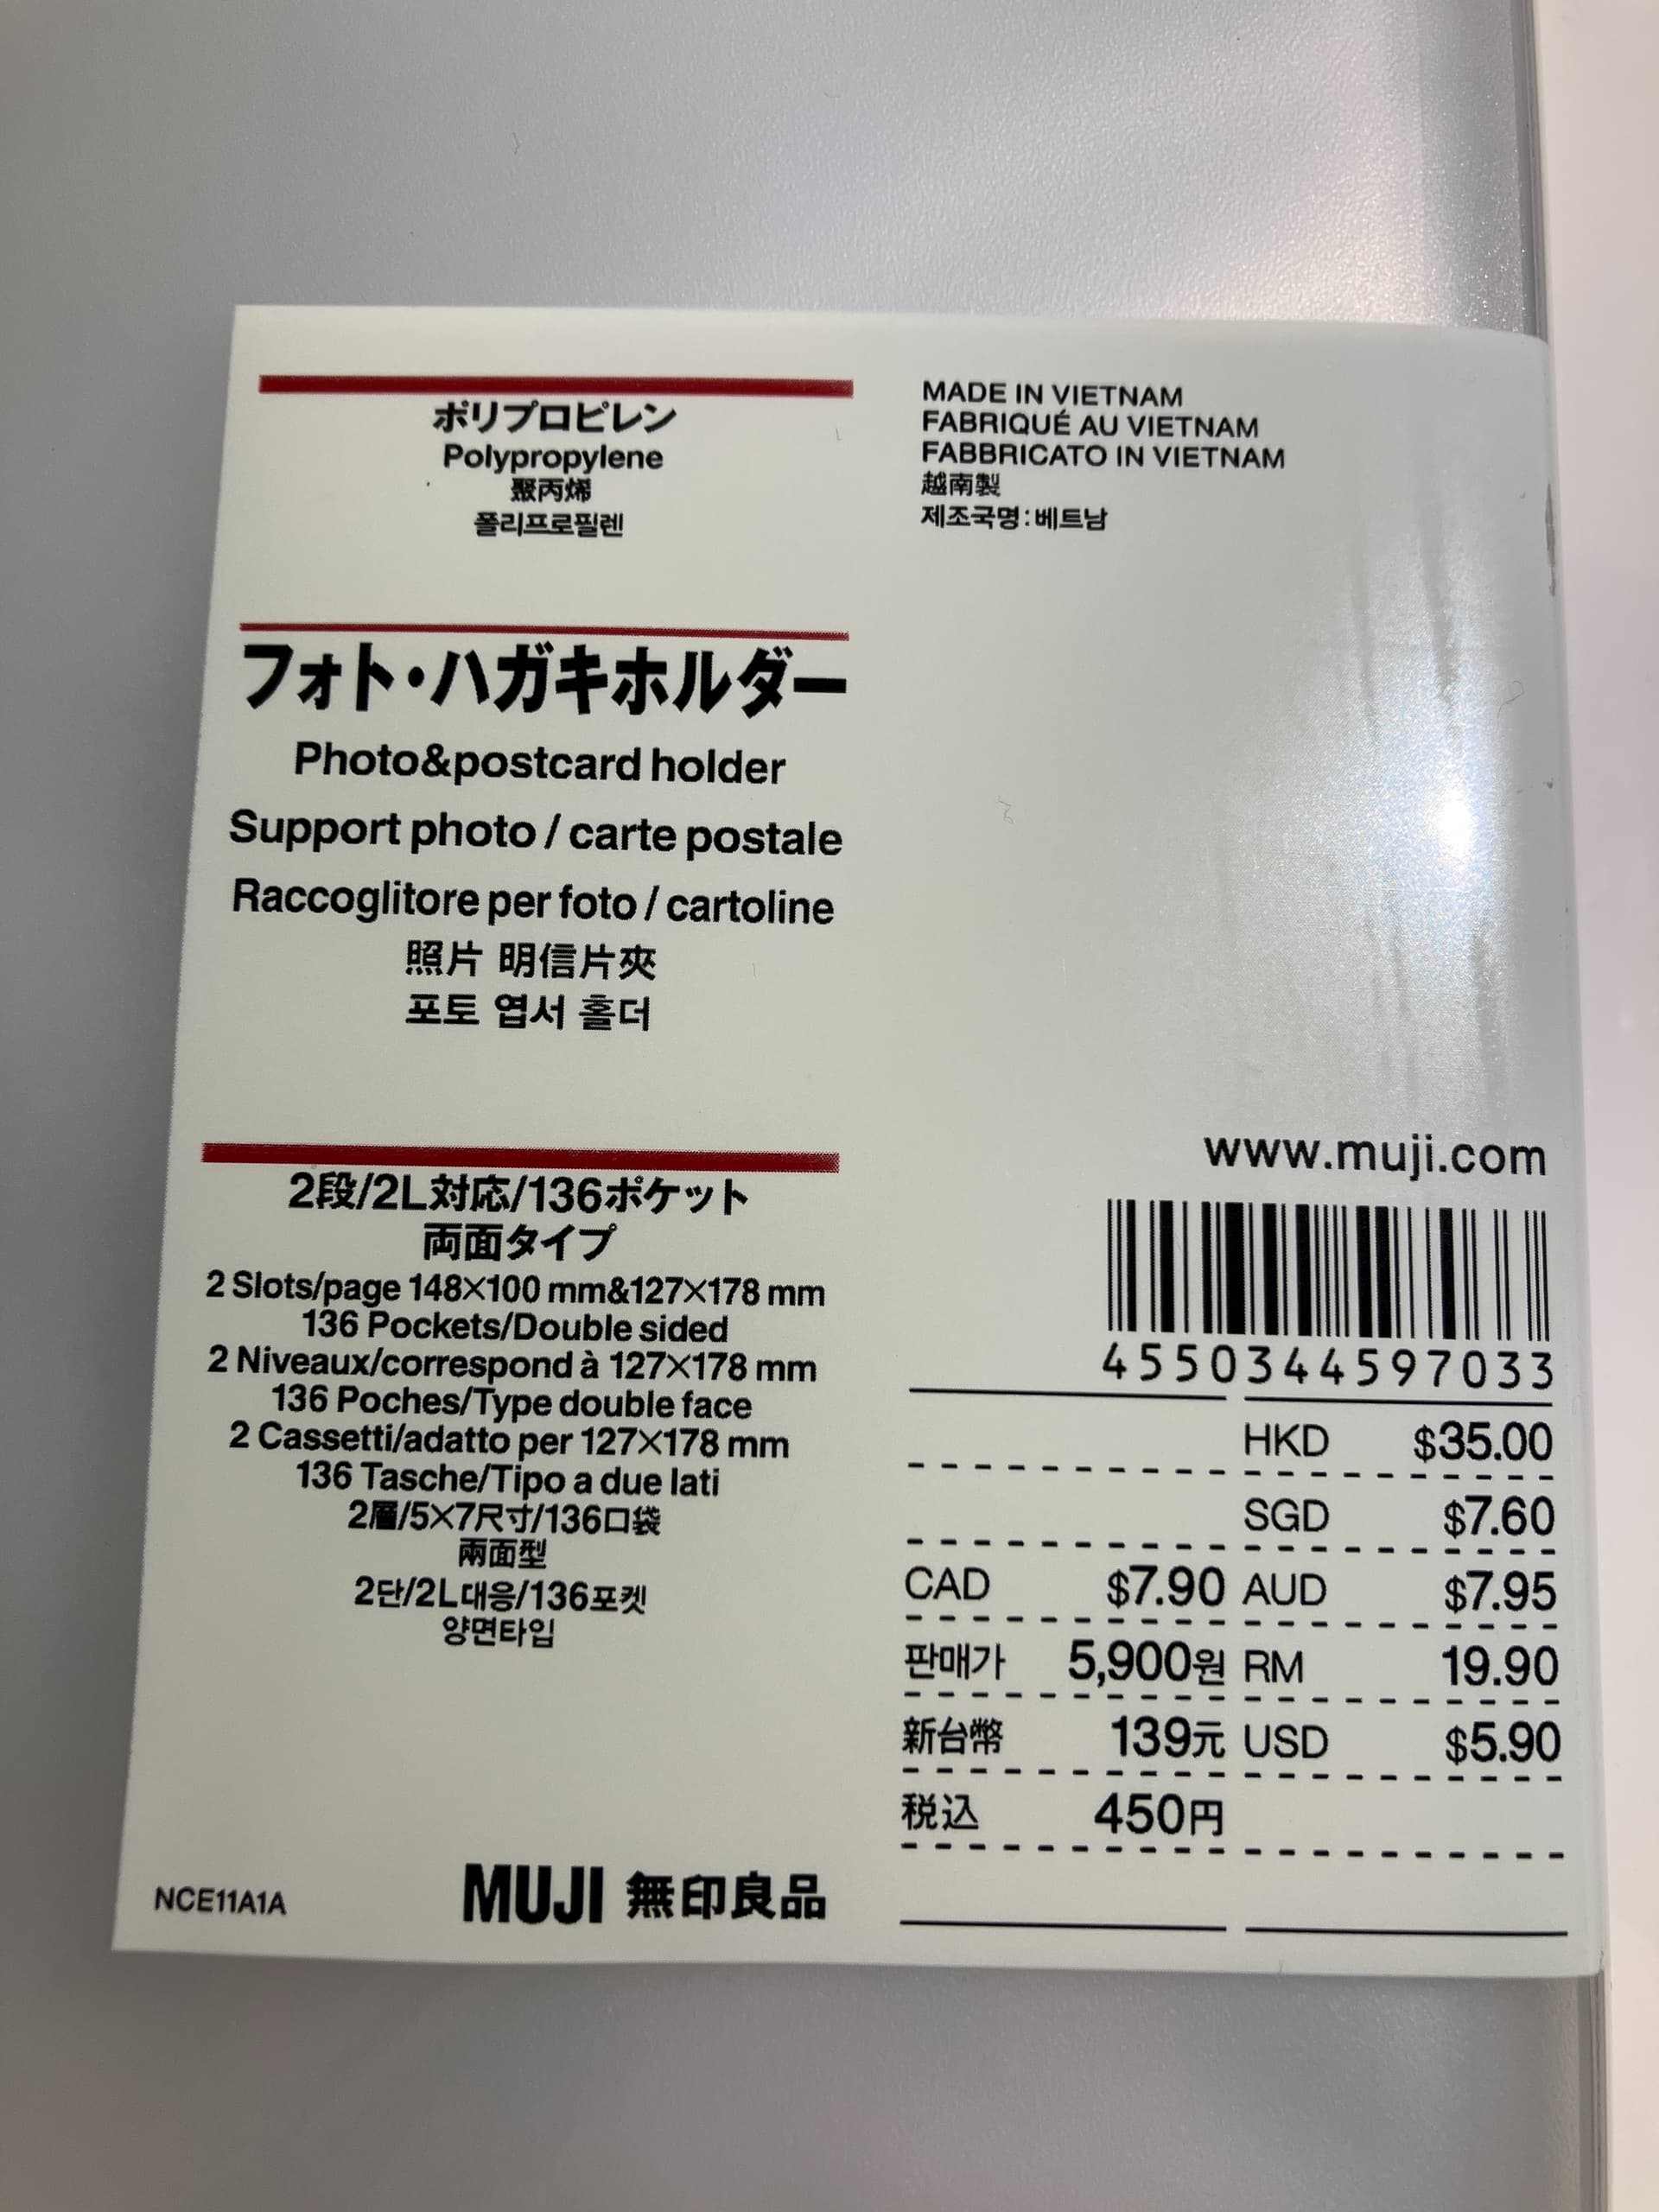 ポリプロピレン
Polypropylene
聚丙烯
폴리프로필렌
フォト・ハガキホルダー
Photo&postcard holder
Support photo / carte postale
Raccoglitore per foto / cartoline
照片 明信片夾
포토 엽서 홀더
2段/2L対応/136ポケット
両面タイプ
2 Slots/page 148×100 mm&127×178 mm
136 Pockets/Double sided
2 Niveaux/correspond à 127×178 mm
136 Poches/Type double face
2 Cassetti/adatto per 127×178 mm
136 Tasche/Tipo a due lati
2層/5×7尺寸/136口袋
兩面型
2단/2L대응/136포켓
양면타입
NCE11A1A
MUJI 無印良品
MADE IN VIETNAM
FABRIQUÉ AU VIETNAM
FABBRICATO IN VIETNAM
越南製
제조국명:베트남
www.muji.com
4550344597033
HKD $35.00
SGD $7.60
CAD $7.90 AUD $7.95
판매가 5,900원 RM 19.90
新台幣 139元 USD $5.90
税込 450円